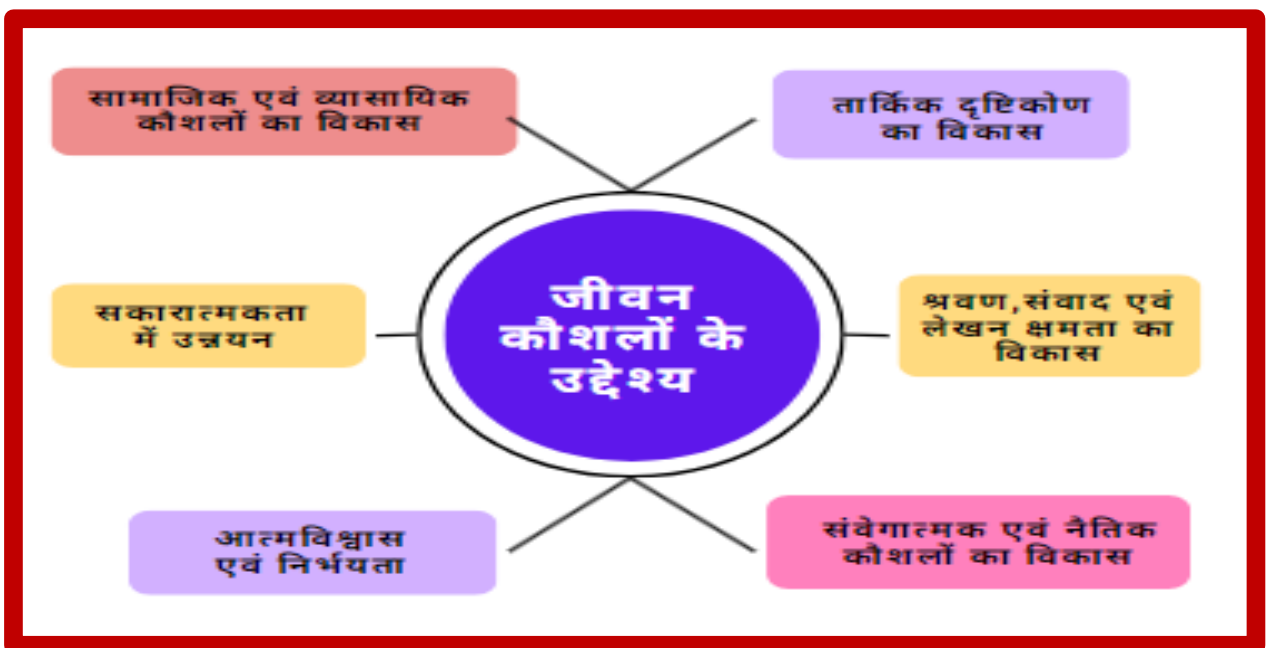 सामाजिक एवं व्यासायिक
कौशलों का विकास
तार्किक दृष्टिकोण
का विकास
जीवन
कौशलों के
उद्देश्य
सकारात्मकता
में उन्नयन
श्रवण,संवाद एवं
लेखन क्षमता का
विकास
आत्मविश्वास
एवं निर्भयता
संवेगात्मक एवं नैतिक
कौशलों का विकास